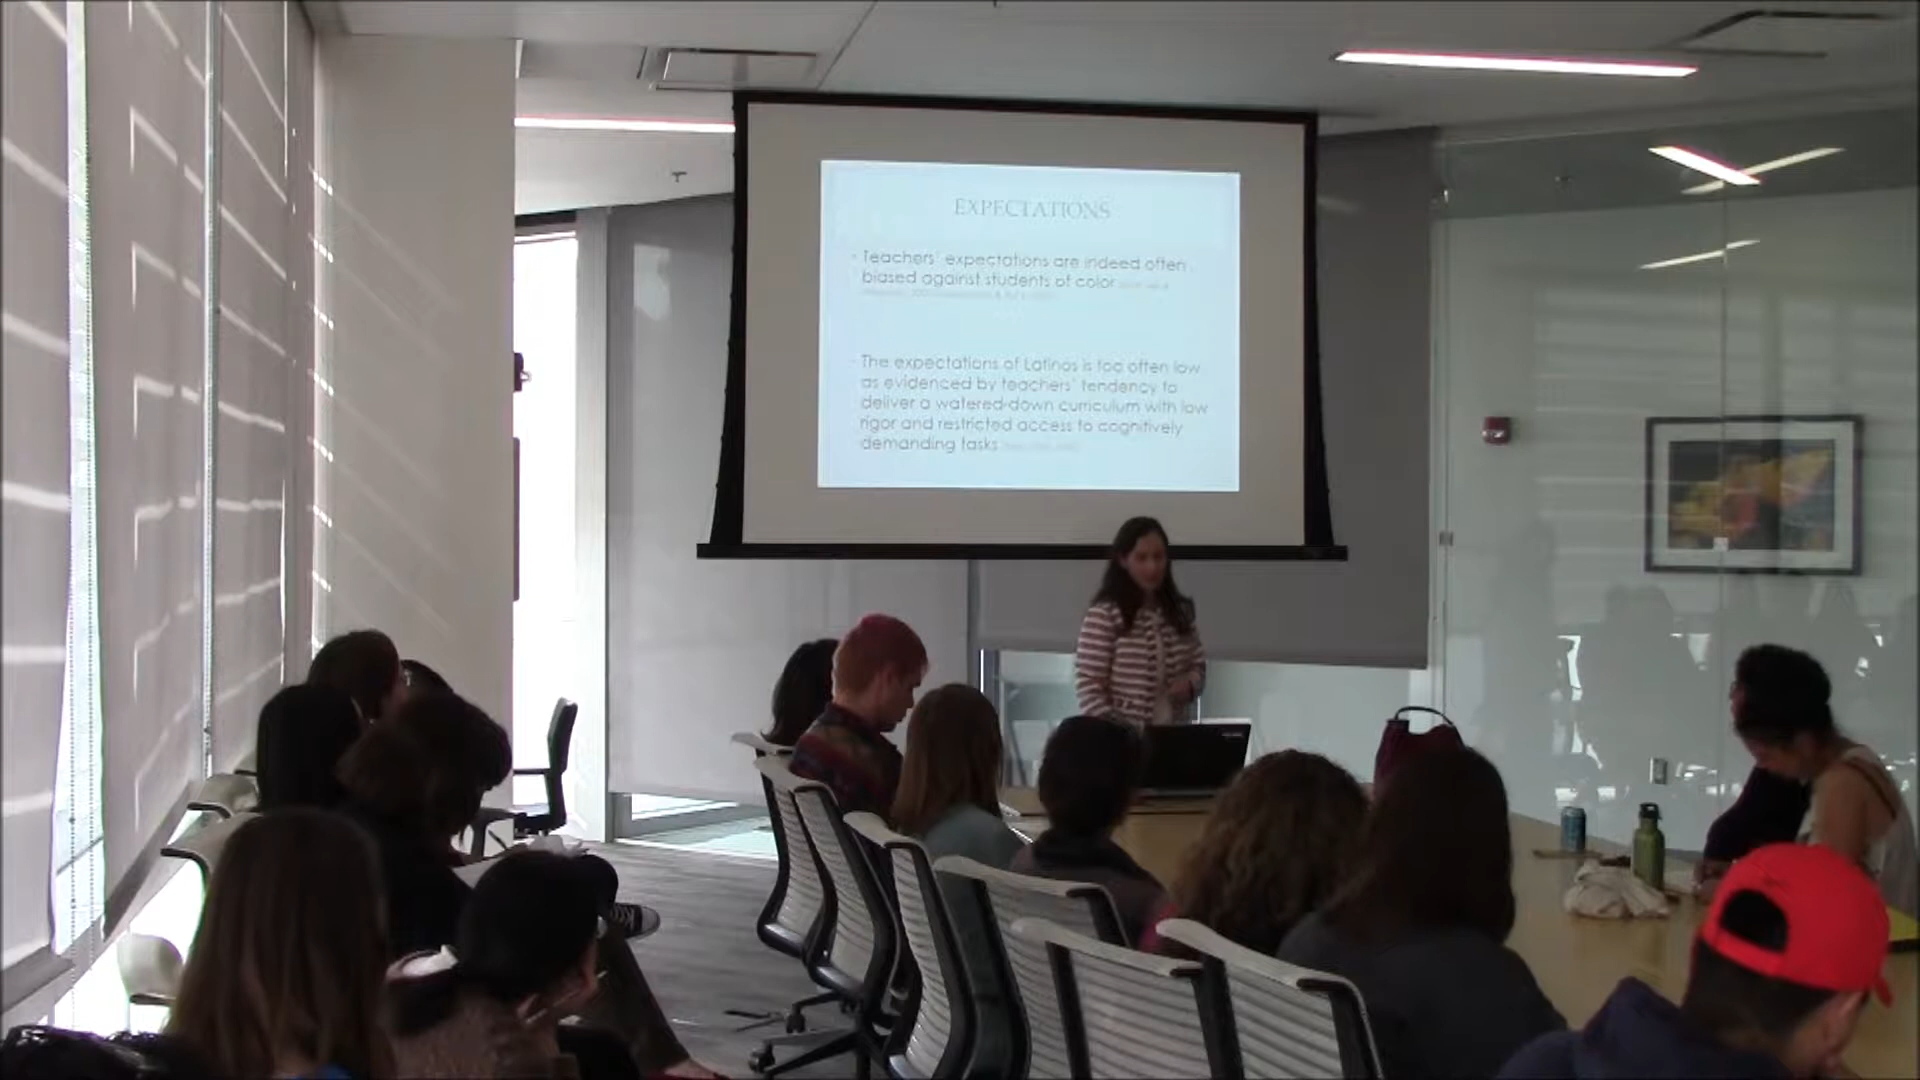 EXPECTATIONS
Teachers' expectations are indeed often
biased against students of color
The expectations of Latinos is too often low
as evidenced by teachers' tendency to
deliver a watered-down curriculum with low
rigor and restricted access to cognitively
demanding tasks